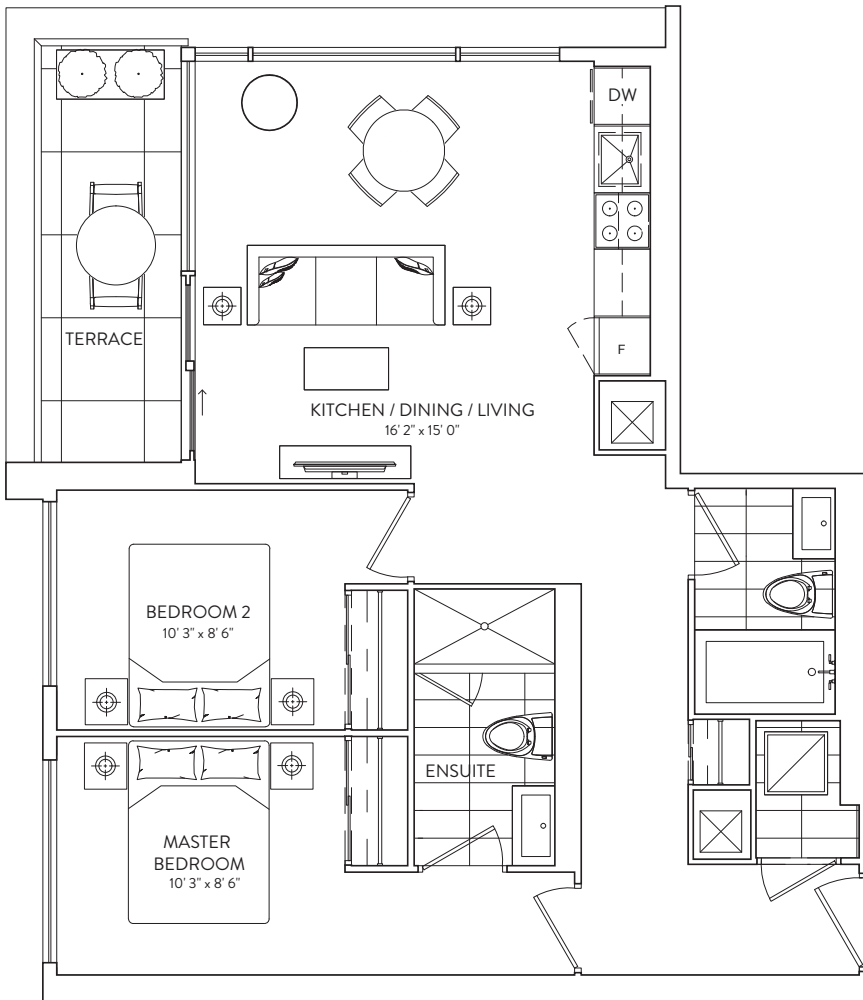 DW
F
TERRACE
KITCHEN / DINING / LIVING
16' 2" x 15' 0"
BEDROOM 2
10' 3" x 8' 6"
ENSUITE
MASTER
BEDROOM
10' 3" x 8' 6"